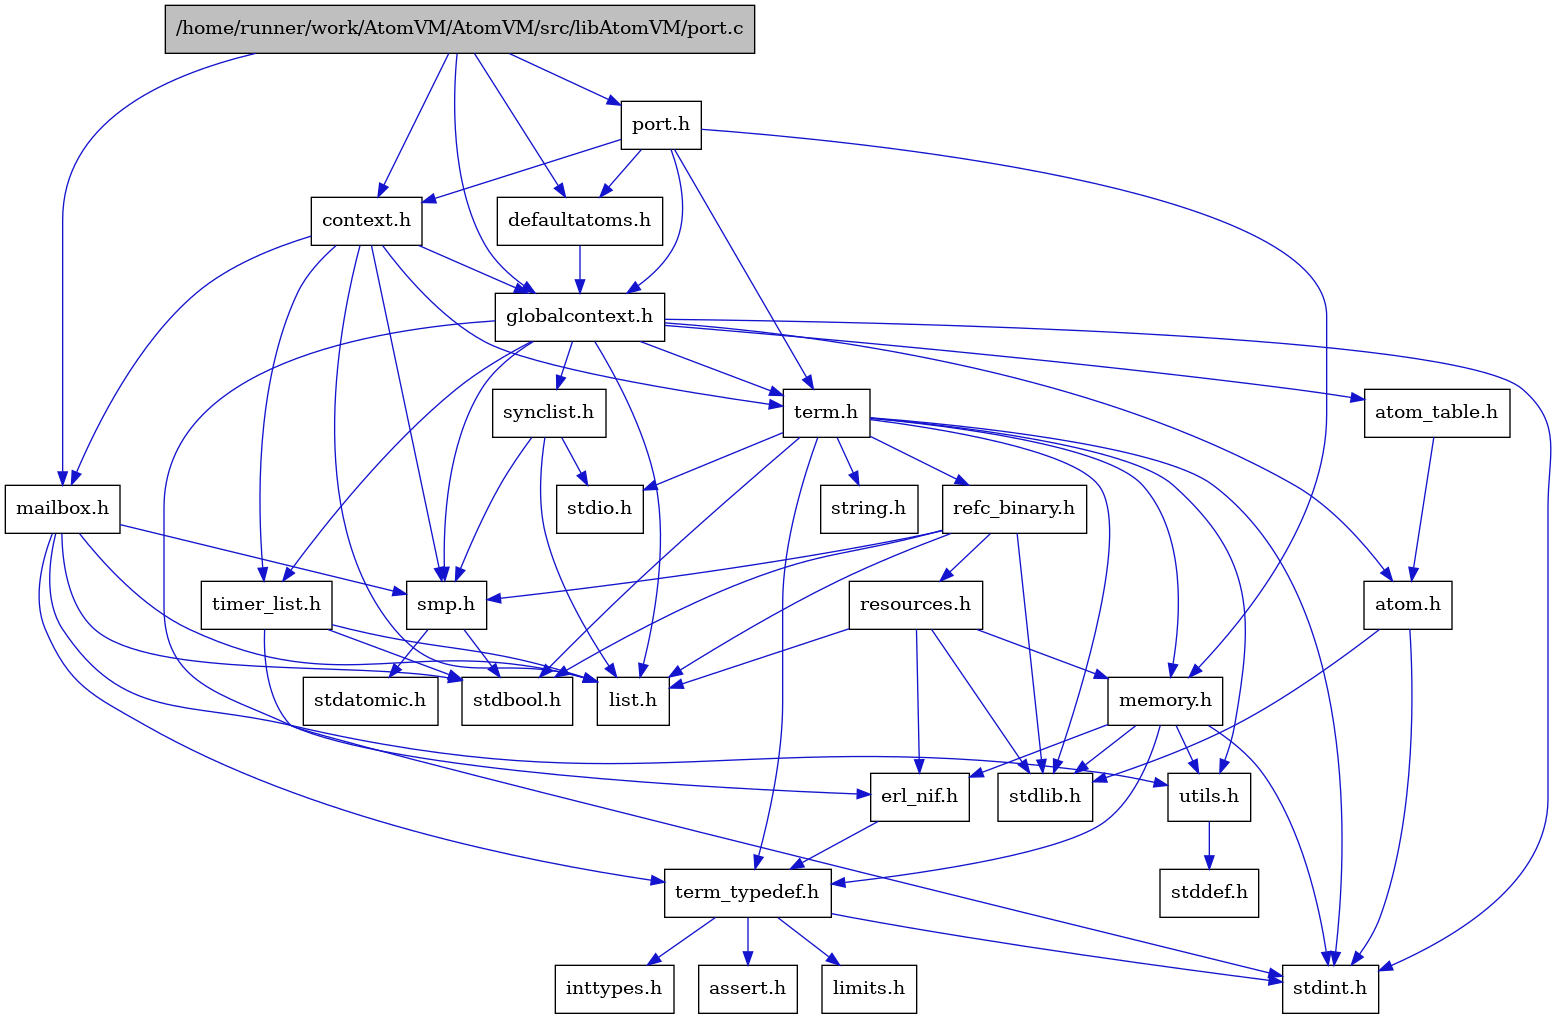 /home/runner/work/AtomVM/AtomVM/src/libAtomVM/port.c
port.h
context.h
defaultatoms.h
globalcontext.h
synclist.h
term.h
atom_table.h
mailbox.h
stdio.h
string.h
refc_binary.h
timer_list.h
smp.h
resources.h
atom.h
stdatomic.h
stdbool.h
list.h
memory.h
erl_nif.h
stdlib.h
utils.h
term_typedef.h
stddef.h
inttypes.h
assert.h
limits.h
stdint.h